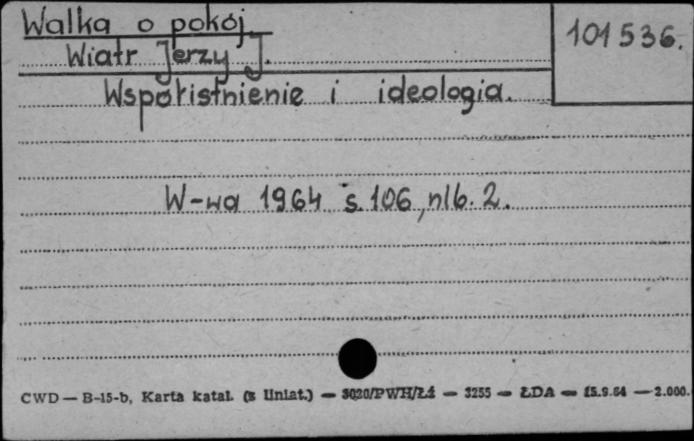 Walka o pokój
101536.
Wiatr Jerzy J.
Współistnienie i ideologia.
W-wa 1964 s. 106, nlb. 2.
CWD — B-15-b, Karta katal. (z liniat.) — 3020/PWH/Łó — 3255 — ŁDA — 15.9.64 — 2.000.